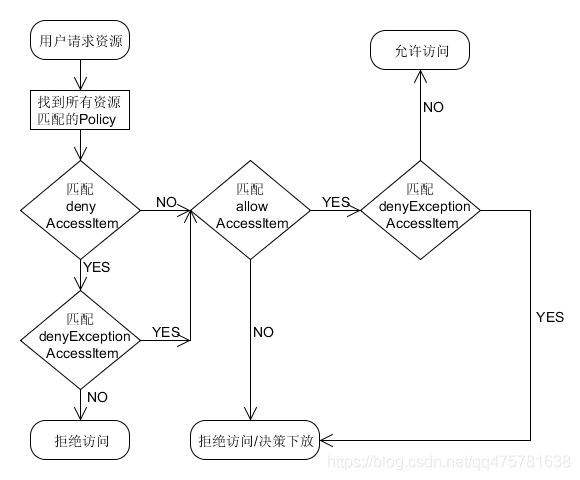 用户请求资源
允许访问
找到所有资源
匹配的Policy
NO
匹配
deny
AccessItem
NO
匹配
allow
AccessItem
YES
匹配
denyException
AccessItem
YES
YES
匹配
denyException
AccessItem
YES
NO
NO
拒绝访问
拒绝访问/决策下放
https://blog.csdn.net/qq475781638